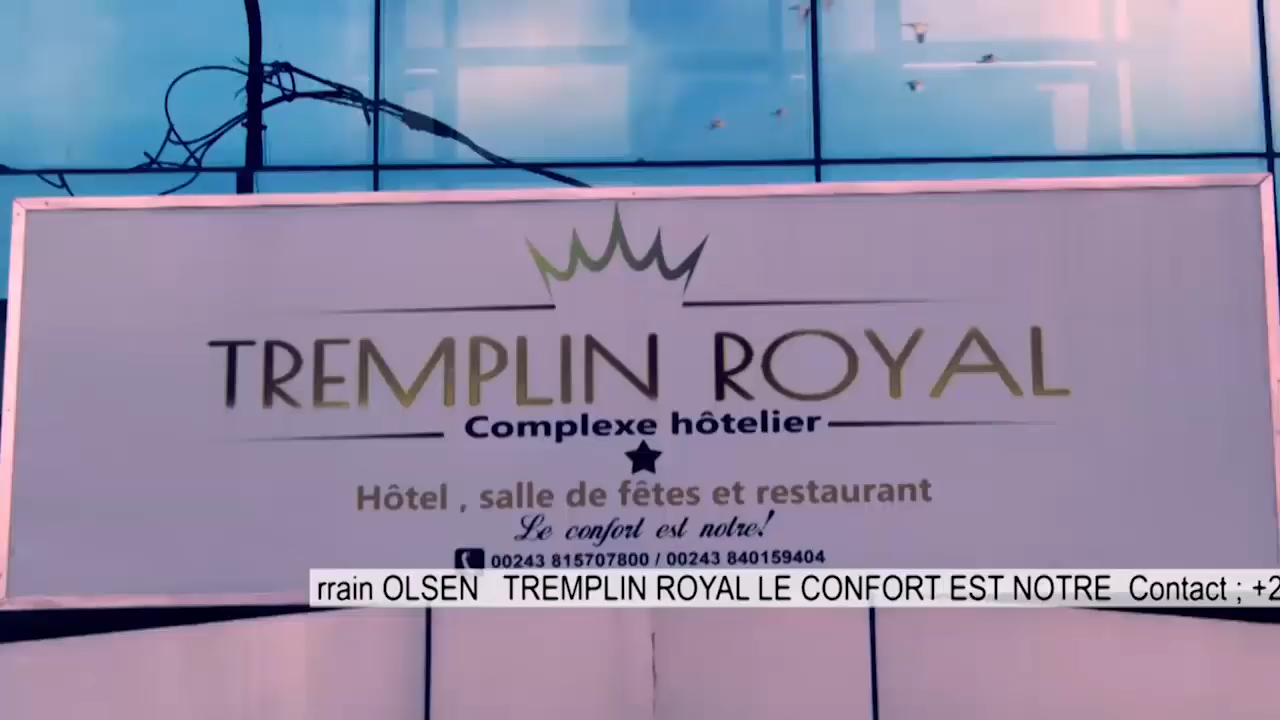 TREMPLIN ROYAL
Complexe hôtelier
Hôtel , salle de fêtes et restaurant
Le confort est notre!
00243 815707800 / 00243 840159404
rrain OLSEN TREMPLIN ROYAL LE CONFORT EST NOTRE Contact ; +2